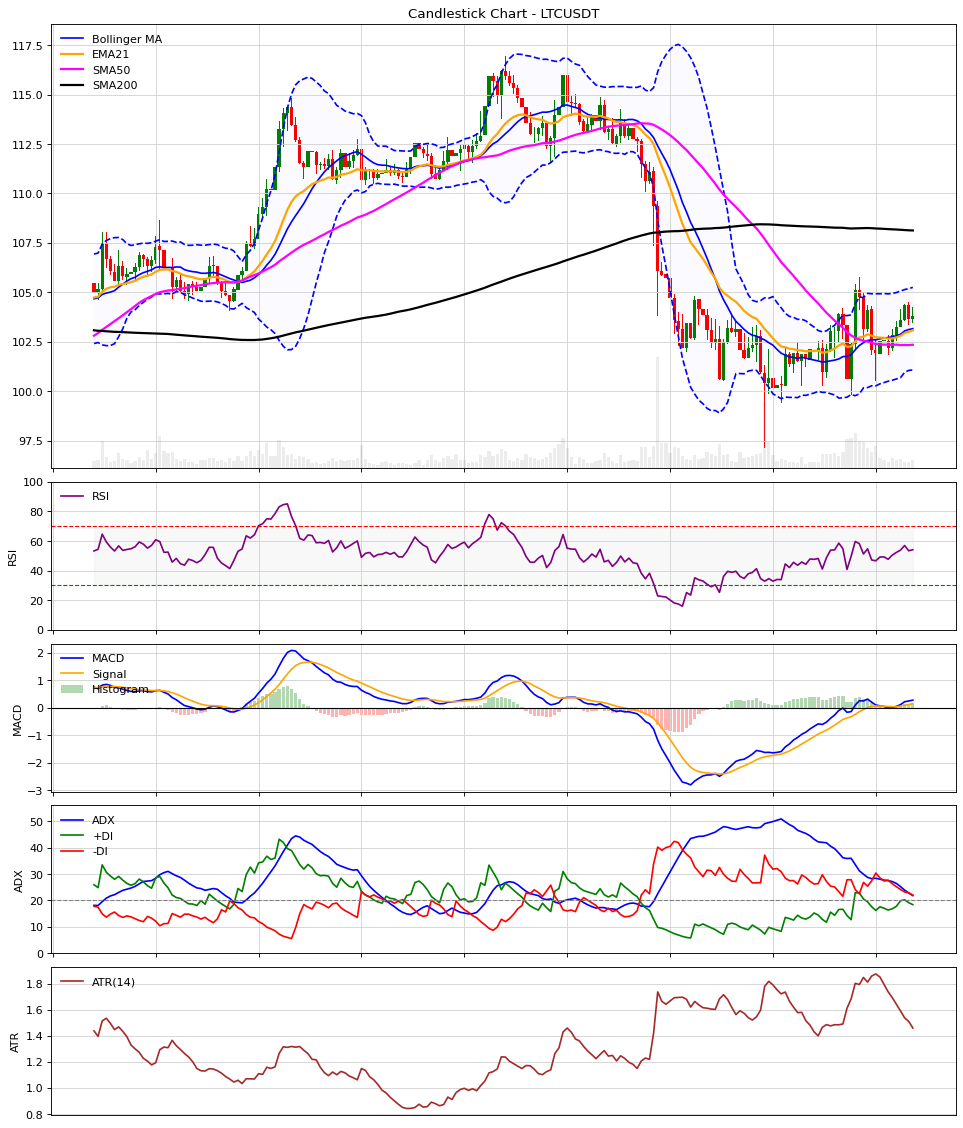 Candlestick Chart - LTCUSDT
Bollinger MA
EMA21
SMA50
SMA200
117.5
115.0
112.5
110.0
107.5
105.0
102.5
100.0
97.5
RSI
100
80
60
40
20
0
RSI
MACD
Signal
Histogram
2
1
0
−1
−2
−3
MACD
ADX
+DI
-DI
50
40
30
20
10
0
ADX
ATR(14)
1.8
1.6
1.4
1.2
1.0
0.8
ATR